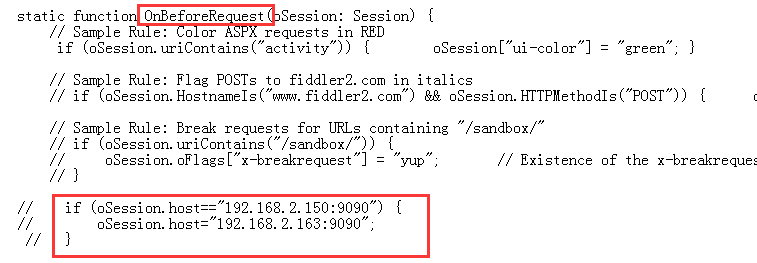 static function OnBeforeRequest(oSession: Session) {
// Sample Rule: Color ASPX requests in RED
if (oSession.uriContains("activity")) {      oSession["ui-color"] = "green"; }
// Sample Rule: Flag POSTs to fiddler2.com in italics
// if (oSession.HostnameIs("www.fiddler2.com") && oSession.HTTPMethodIs("POST")) {      o
// Sample Rule: Break requests for URLs containing "/sandbox/"
// if (oSession.uriContains("/sandbox/")) {
//     oSession.oFlags["x-breakrequest"] = "yup";      // Existence of the x-breakreques
// }
//    if (oSession.host=="192.168.2.150:9090") {
//        oSession.host="192.168.2.163:9090";
//    }